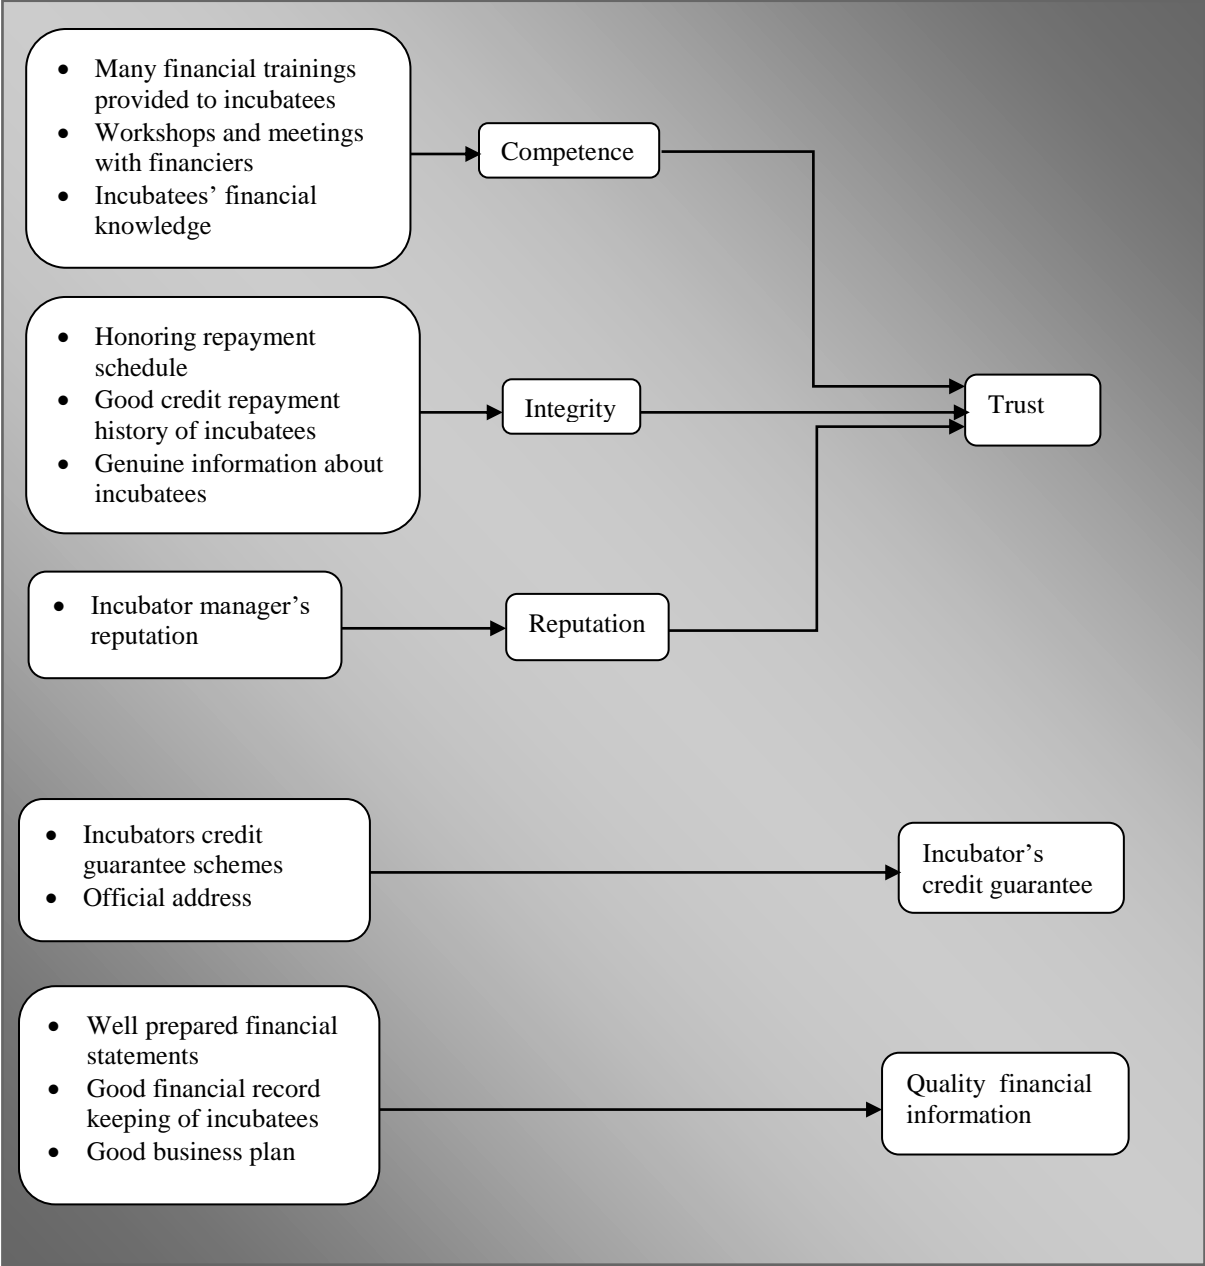 • Many financial trainings
provided to incubatees
• Workshops and meetings
with financiers
• Incubatees’ financial
knowledge
Competence
• Honoring repayment
schedule
• Good credit repayment
history of incubatees
• Genuine information about
incubatees
Integrity
Trust
• Incubator manager’s
reputation
Reputation
• Incubators credit
guarantee schemes
• Official address
Incubator’s
credit guarantee
• Well prepared financial
statements
• Good financial record
keeping of incubatees
• Good business plan
Quality  financial
information